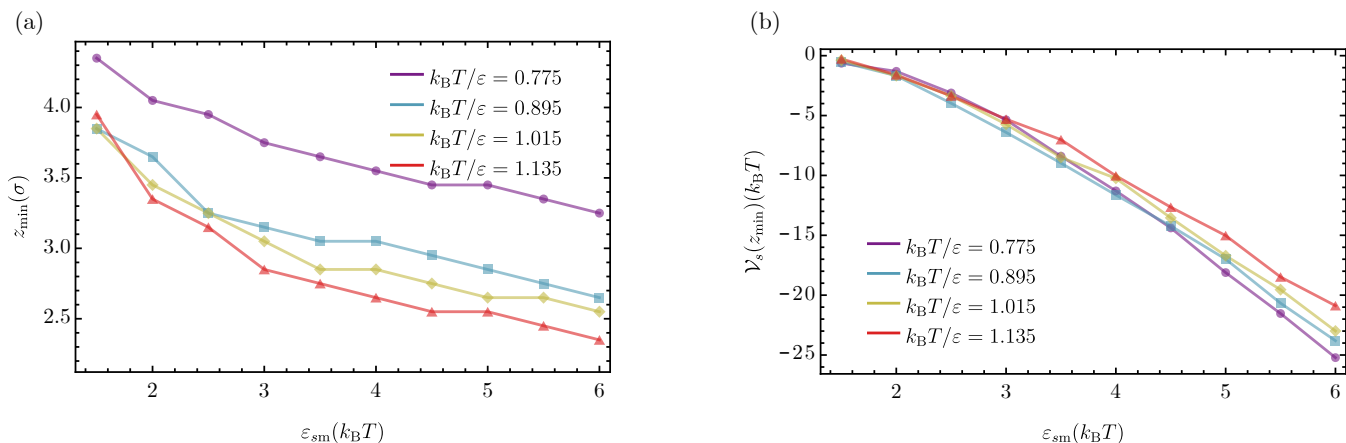 (a)
4.0
3.5
3.0
2.5
z_min(σ)
k_BT/ε = 0.775
k_BT/ε = 0.895
k_BT/ε = 1.015
k_BT/ε = 1.135
2 3 4 5 6
ε_sm(k_BT)
(b)
0
−5
−10
−15
−20
−25
𝒱_s(z_min)(k_BT)
k_BT/ε = 0.775
k_BT/ε = 0.895
k_BT/ε = 1.015
k_BT/ε = 1.135
2 3 4 5 6
ε_sm(k_BT)